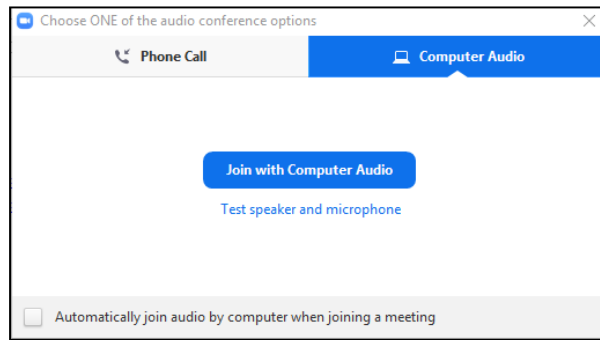 Choose ONE of the audio conference options
Phone Call
Computer Audio
Join with Computer Audio
Test speaker and microphone
Automatically join audio by computer when joining a meeting